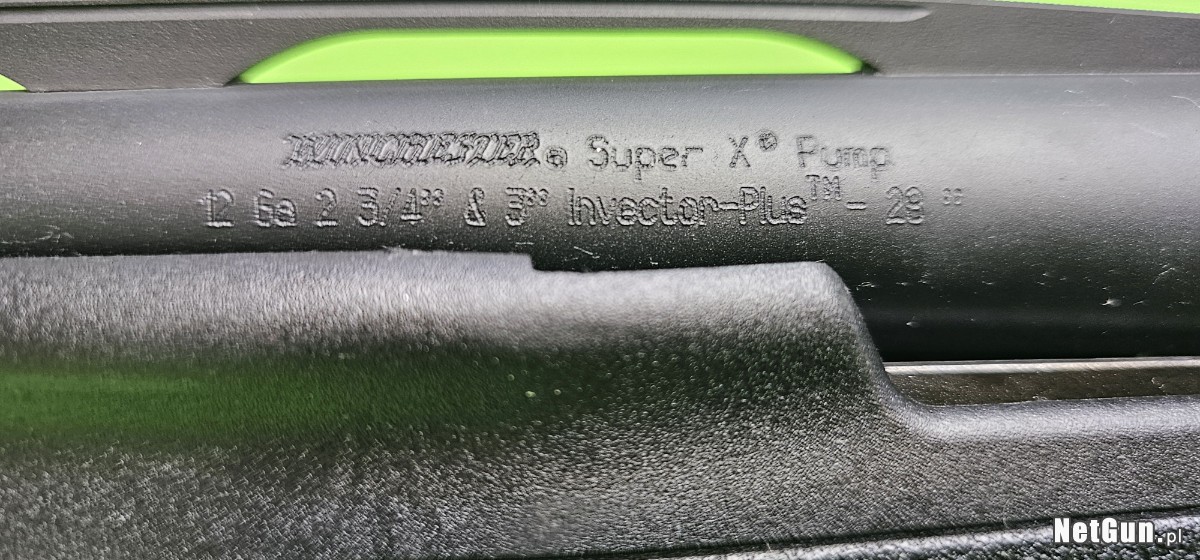 WINCHESTER® Super X® Pump
12 Ga 2 3/4" & 3" Invector-Plus™- 28 "
NetGun.pl